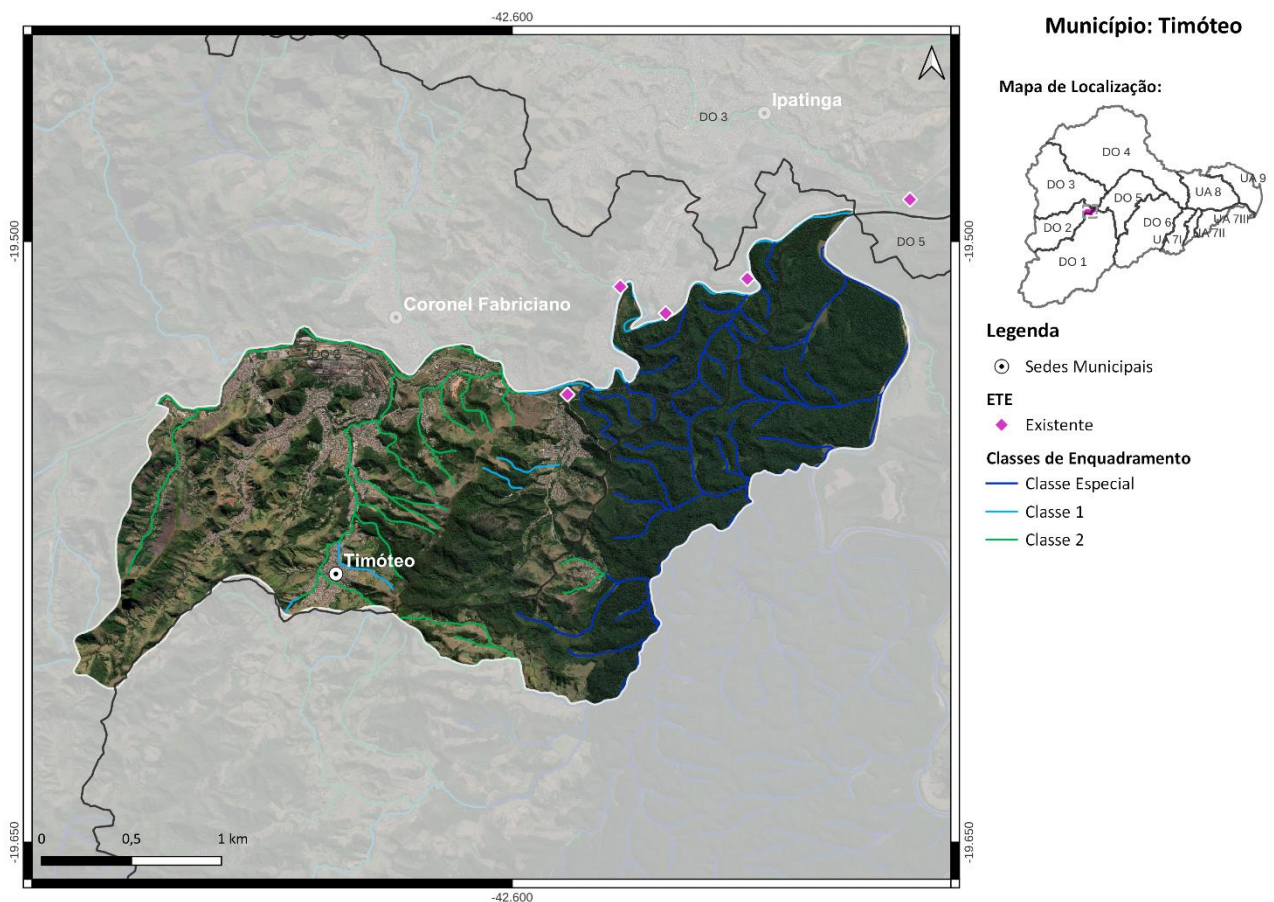 Município: Timóteo
-42.600
Ipatinga
DO 3
-19.500
-19.500
DO 5
Coronel Fabriciano
Timóteo
0 0,5 1 km
-19.650
-19.650
-42.600
Mapa de Localização:
DO 4
DO 3
UA 9
UA 8
DO 5
DO 2
DO 6
UA 7III
UA 7II
UA 7I
DO 1
Legenda
Sedes Municipais
ETE
Existente
Classes de Enquadramento
Classe Especial
Classe 1
Classe 2